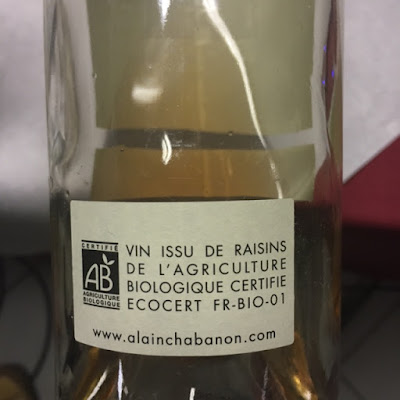 CERTIFIÉ
AB
AGRICULTURE
BIOLOGIQUE
VIN ISSU DE RAISINS
DE L'AGRICULTURE
BIOLOGIQUE CERTIFIE
ECOCERT FR-BIO-01
www.alainchabanon.com